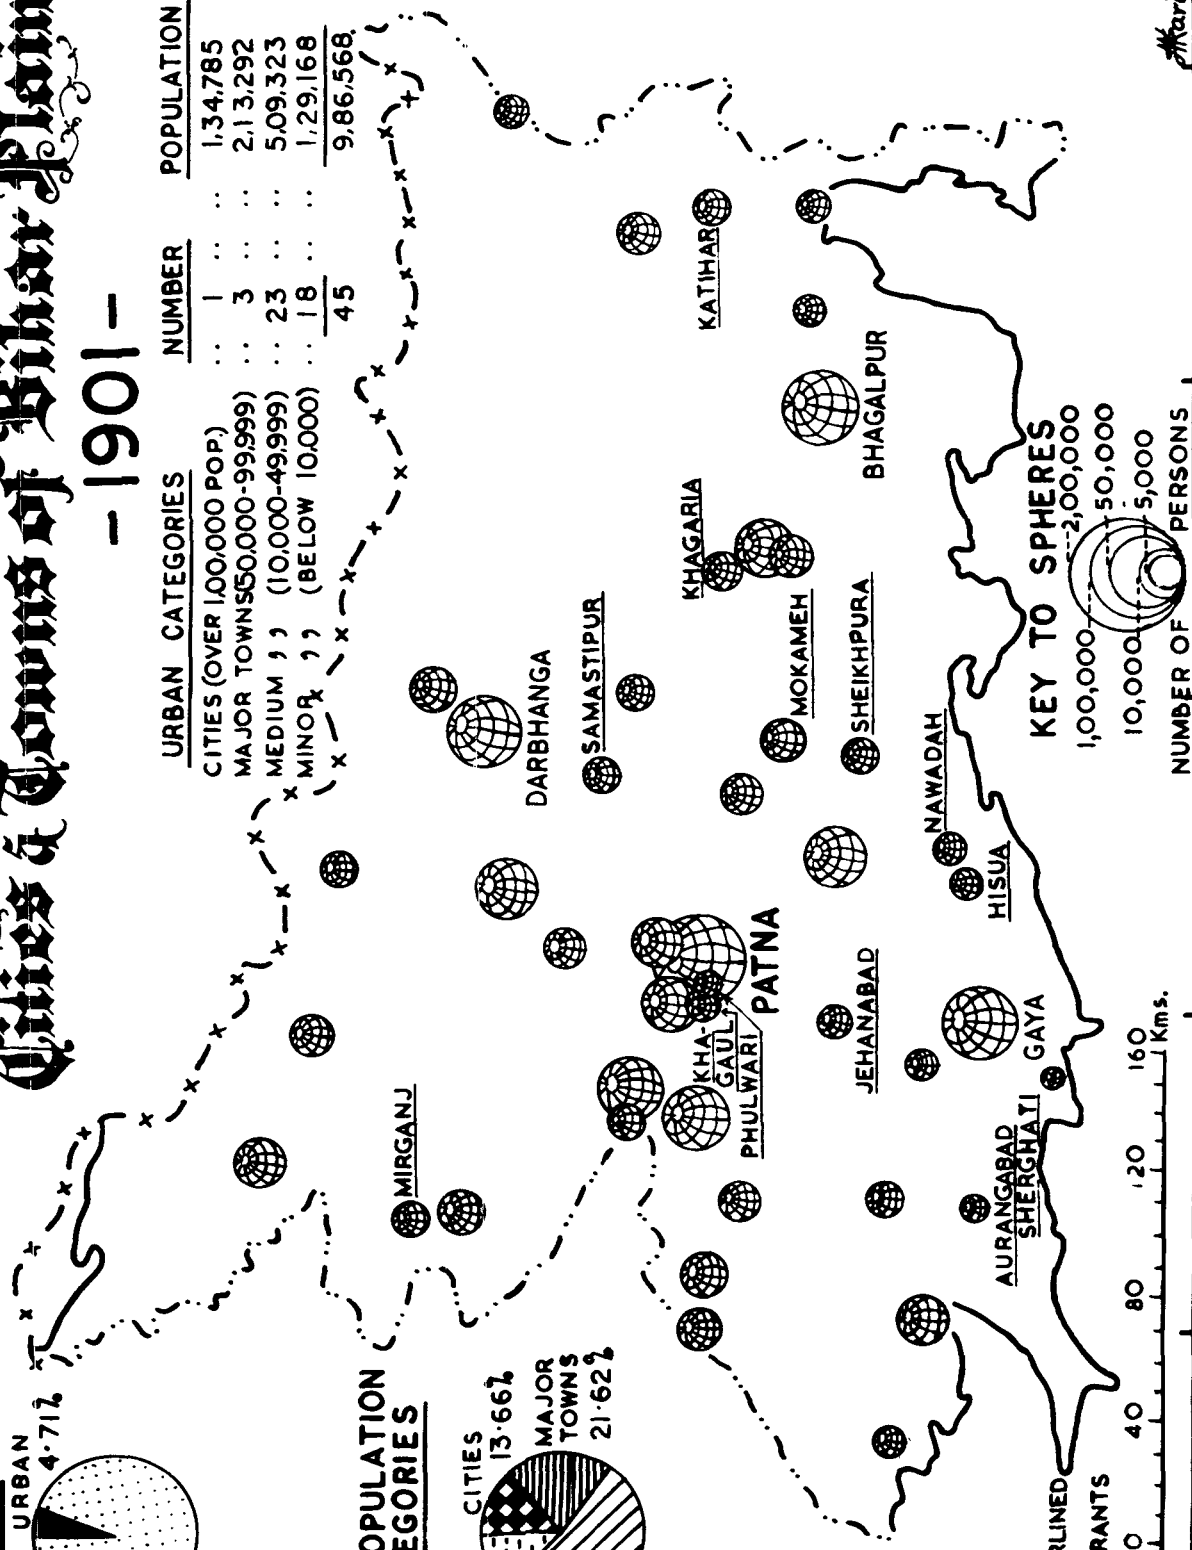 Cities & Towns of Bihar Plain
- 1901 -
URBAN CATEGORIES NUMBER POPULATION
CITIES (OVER 1,00,000 POP.) .. 1 .. .. 1,34,785
MAJOR TOWNS(50,000-99,999) .. 3 .. .. 2,13,292
MEDIUM ,, (10,000-49,999) .. 23 .. .. 5,09,323
MINOR ,, (BELOW 10,000) .. 18 .. .. 1,29,168
45 9,86,568
URBAN
4.71%
OPULATION
EGORIES
CITIES
13.66%
MAJOR
TOWNS
21.62%
MIRGANJ
DARBHANGA
SAMASTIPUR
KHAGARIA
KATIHAR
BHAGALPUR
MOKAMEH
SHEIKHPURA
NAWADAH
HISUA
PATNA
KHA-
GAUL
PHULWARI
JEHANABAD
GAYA
AURANGABAD
SHERGHATI
KEY TO SPHERES
2,00,000
1,00,000
50,000
10,000
5,000
NUMBER OF PERSONS
RLINED
RANTS
0 40 80 120 160
Kms.